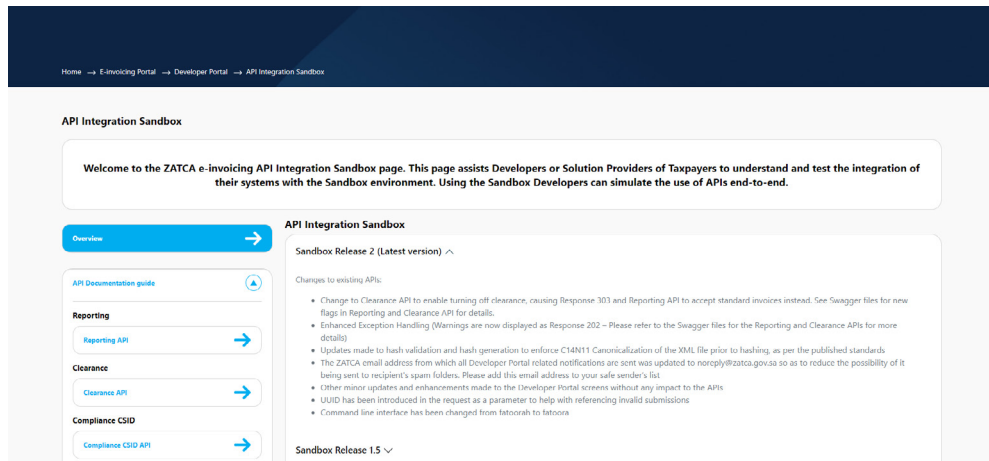 Home → E-invoicing Portal → Developer Portal → API Integration Sandbox
API Integration Sandbox
Welcome to the ZATCA e-invoicing API Integration Sandbox page. This page assists Developers or Solution Providers of Taxpayers to understand and test the integration of
their systems with the Sandbox environment. Using the Sandbox Developers can simulate the use of APIs end-to-end.
Overview
API Documentation guide
Reporting
Reporting API
Clearance
Clearance API
Compliance CSID
Compliance CSID API
API Integration Sandbox
Sandbox Release 2 (Latest version)
Changes to existing APIs:
• Change to Clearance API to enable turning off clearance, causing Response 303 and Reporting API to accept standard invoices instead. See Swagger files for new
flags in Reporting and Clearance API for details.
• Enhanced Exception Handling (Warnings are now displayed as Response 202 – Please refer to the Swagger files for the Reporting and Clearance APIs for more
details)
• Updates made to hash validation and hash generation to enforce C14N11 Canonicalization of the XML file prior to hashing, as per the published standards
• The ZATCA email address from which all Developer Portal related notifications are sent was updated to noreply@zatca.gov.sa so as to reduce the possibility of it
being sent to recipient's spam folders. Please add this email address to your safe sender's list
• Other minor updates and enhancements made to the Developer Portal screens without any impact to the APIs
• UUID has been introduced in the request as a parameter to help with referencing invalid submissions
• Command line interface has been changed from fatoorah to fatoora
Sandbox Release 1.5